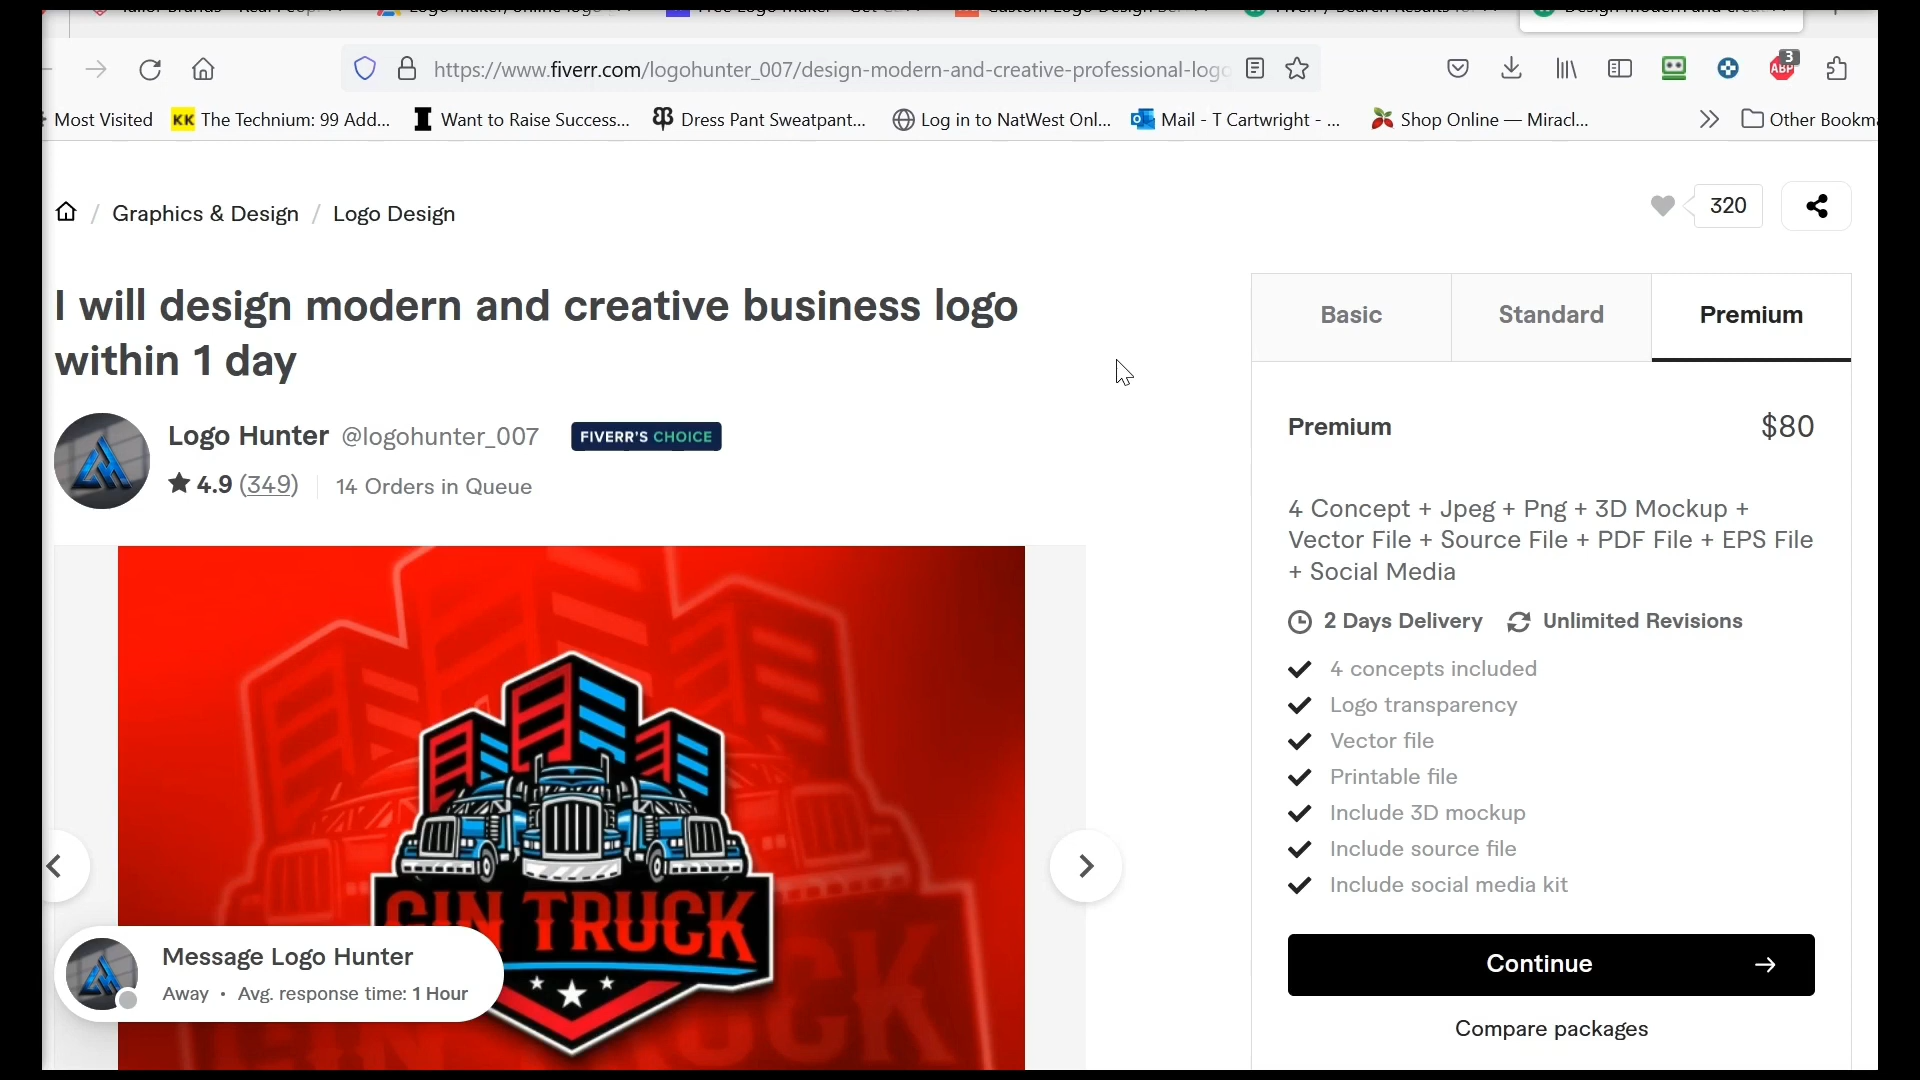 https://www.fiverr.com/logohunter_007/design-modern-and-creative-professional-logo
3
ABP
Most Visited
KK The Technium: 99 Add...
Want to Raise Success...
Dress Pant Sweatpant...
Log in to NatWest Onl...
Mail - T Cartwright - ...
Shop Online — Miracl...
Other Bookma
/ Graphics & Design / Logo Design
320
I will design modern and creative business logo
within 1 day
Logo Hunter @logohunter_007 FIVERR'S CHOICE
4.9 (349) 14 Orders in Queue
GIN TRUCK
Message Logo Hunter
Away • Avg. response time: 1 Hour
Basic Standard Premium
Premium $80
4 Concept + Jpeg + Png + 3D Mockup +
Vector File + Source File + PDF File + EPS File
+ Social Media
2 Days Delivery Unlimited Revisions
4 concepts included
Logo transparency
Vector file
Printable file
Include 3D mockup
Include source file
Include social media kit
Continue
Compare packages